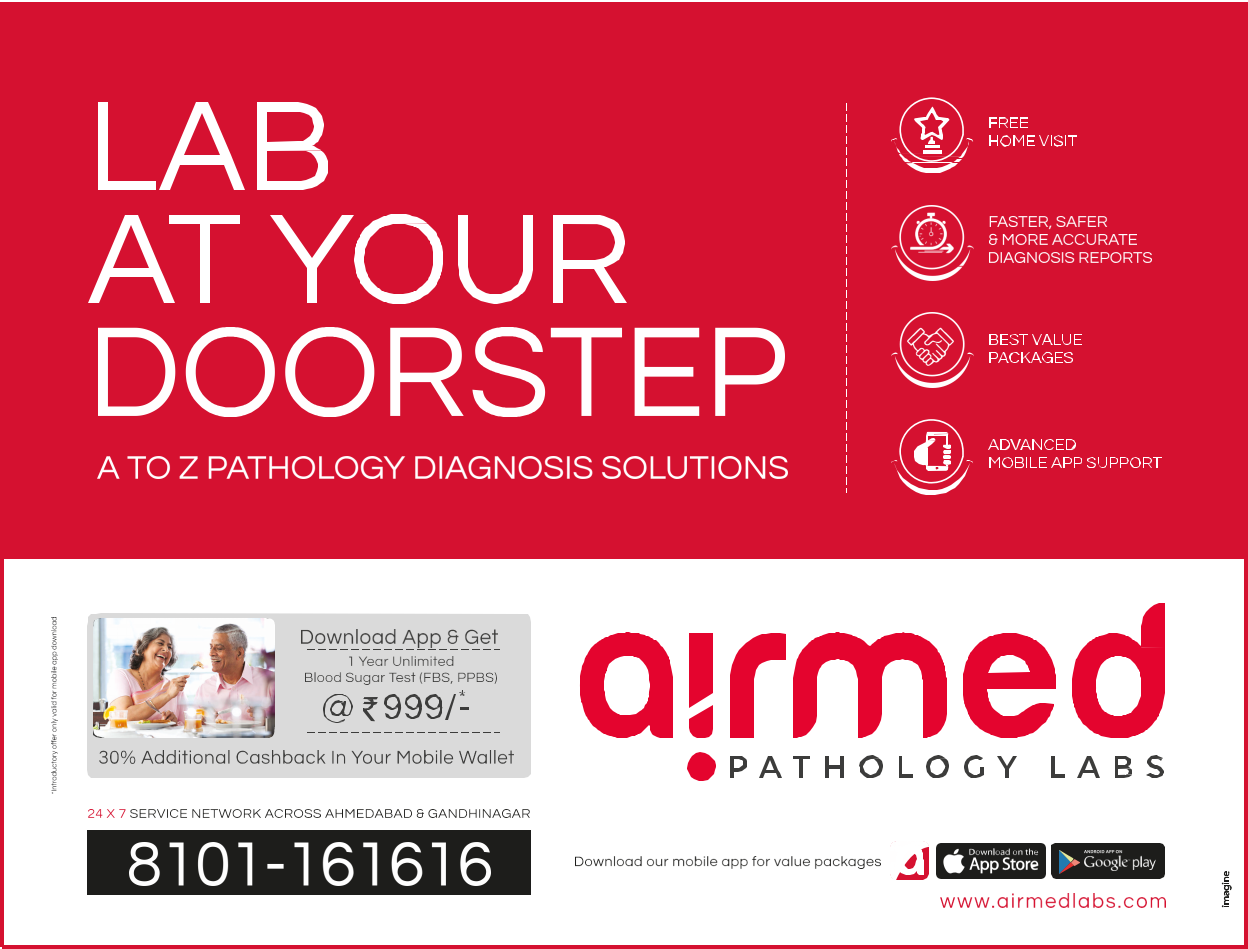 LAB
AT YOUR
DOORSTEP
A TO Z PATHOLOGY DIAGNOSIS SOLUTIONS
FREE
HOME VISIT
FASTER, SAFER
& MORE ACCURATE
DIAGNOSIS REPORTS
BEST VALUE
PACKAGES
ADVANCED
MOBILE APP SUPPORT
*Introductory offer only valid for mobile app download
Download App & Get
1 Year Unlimited
Blood Sugar Test (FBS, PPBS)
@ ₹999/-*
30% Additional Cashback In Your Mobile Wallet
24 X 7 SERVICE NETWORK ACROSS AHMEDABAD & GANDHINAGAR
8101-161616
airmed
PATHOLOGY LABS
Download our mobile app for value packages
Download on the
App Store
ANDROID APP ON
Google play
www.airmedlabs.com
imagine